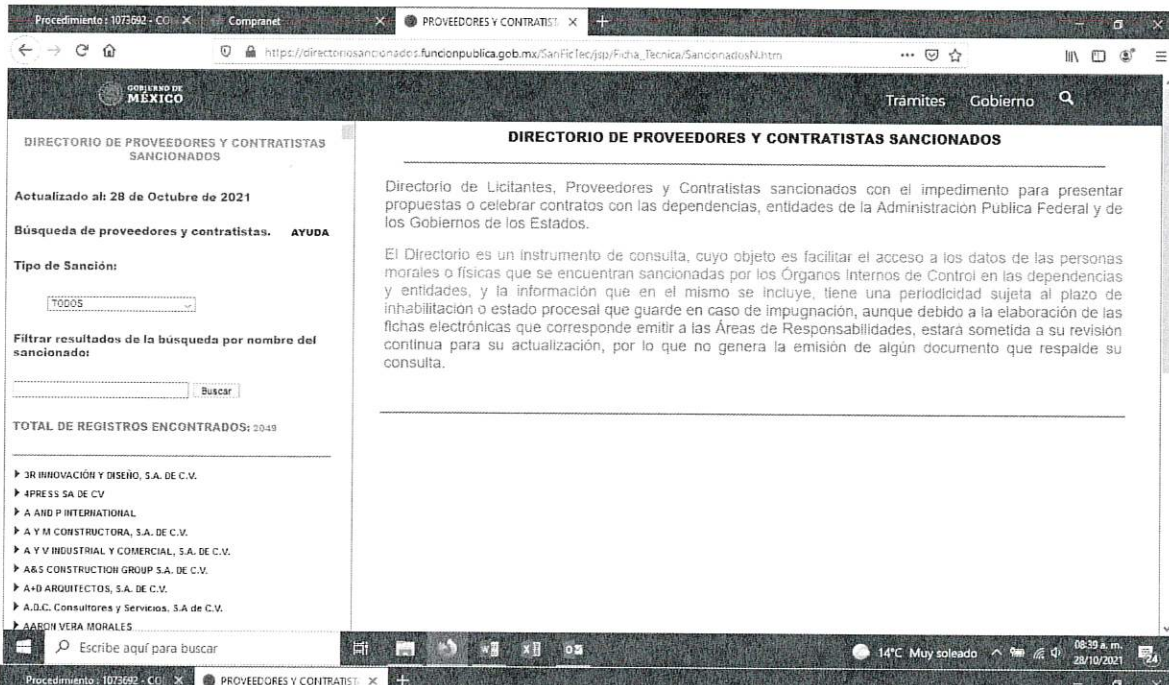 Procedimiento : 1073692 - CO
Compranet
PROVEEDORES Y CONTRATIST
https://directoriosancionados.funcionpublica.gob.mx/SanFicTec/jsp/Ficha_Tecnica/SancionadosN.htm
GOBIERNO DE
MÉXICO
Trámites Gobierno
DIRECTORIO DE PROVEEDORES Y CONTRATISTAS
SANCIONADOS
Actualizado al: 28 de Octubre de 2021
Búsqueda de proveedores y contratistas. AYUDA
Tipo de Sanción:
TODOS
Filtrar resultados de la búsqueda por nombre del
sancionado:
Buscar
TOTAL DE REGISTROS ENCONTRADOS: 2049
3R INNOVACIÓN Y DISEÑO, S.A. DE C.V.
4PRESS SA DE CV
A AND P INTERNATIONAL
A Y M CONSTRUCTORA, S.A. DE C.V.
A Y V INDUSTRIAL Y COMERCIAL, S.A. DE C.V.
A&S CONSTRUCTION GROUP S.A. DE C.V.
A+D ARQUITECTOS, S.A. DE C.V.
A.D.C. Consultores y Servicios, S.A de C.V.
AARON VERA MORALES
DIRECTORIO DE PROVEEDORES Y CONTRATISTAS SANCIONADOS
Directorio de Licitantes, Proveedores y Contratistas sancionados con el impedimento para presentar
propuestas o celebrar contratos con las dependencias, entidades de la Administración Publica Federal y de
los Gobiernos de los Estados.
El Directorio es un instrumento de consulta, cuyo objeto es facilitar el acceso a los datos de las personas
morales o físicas que se encuentran sancionadas por los Órganos Internos de Control en las dependencias
y entidades, y la información que en el mismo se incluye, tiene una periodicidad sujeta al plazo de
inhabilitación o estado procesal que guarde en caso de impugnación, aunque debido a la elaboración de las
fichas electrónicas que corresponde emitir a las Áreas de Responsabilidades, estará sometida a su revisión
continua para su actualización, por lo que no genera la emisión de algún documento que respalde su
consulta.
Escribe aquí para buscar
14°C Muy soleado
08:39 a. m.
28/10/2021
24
Procedimiento : 1073692 - CO
PROVEEDORES Y CONTRATIST